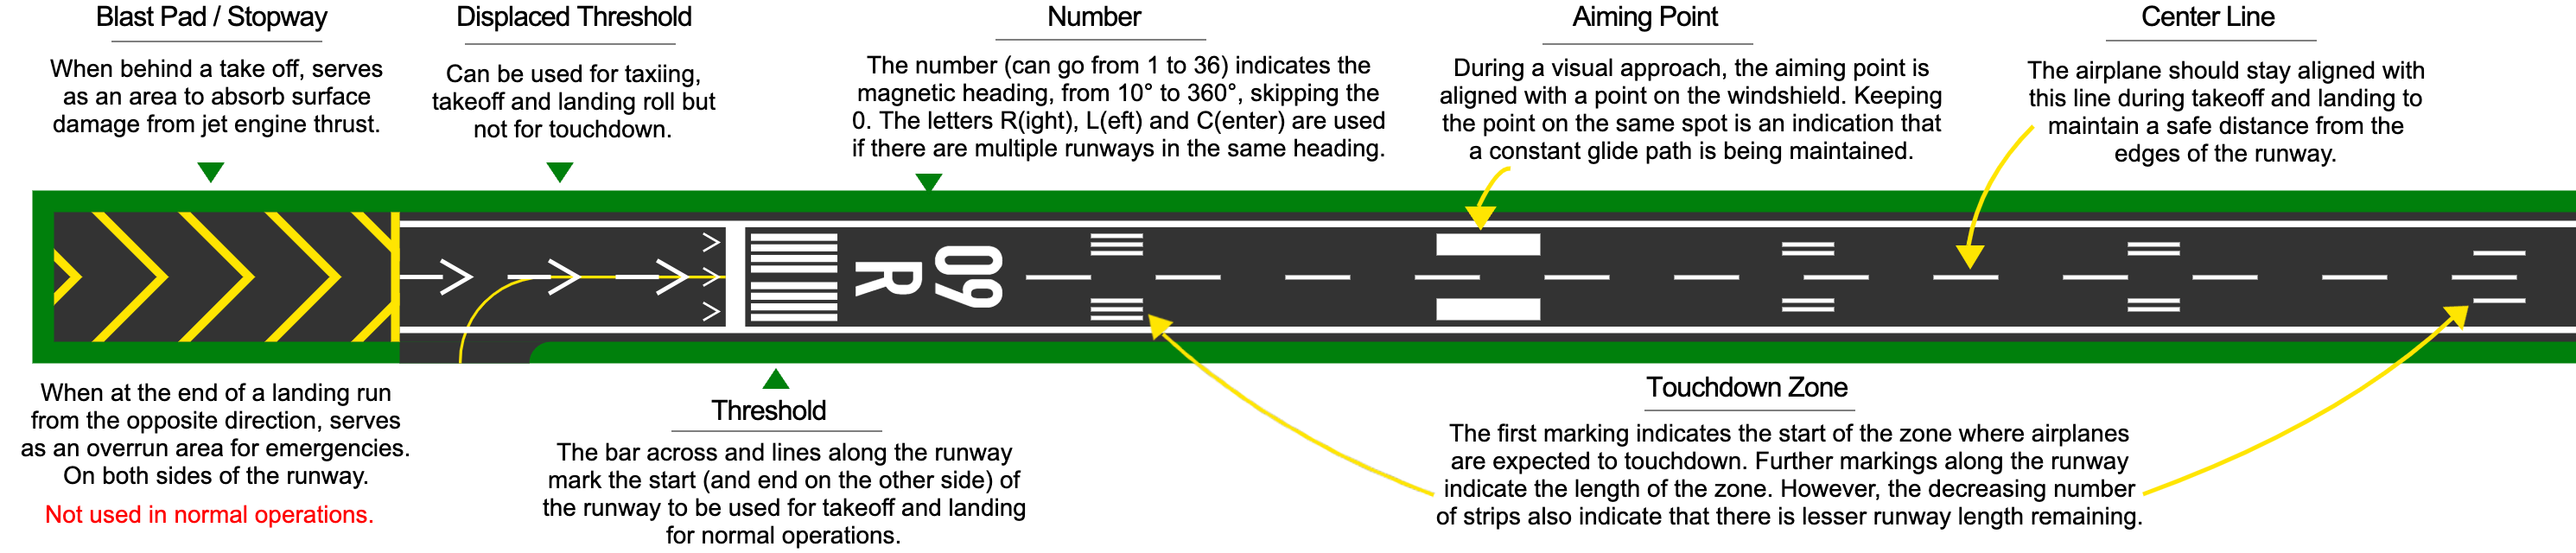 Blast Pad / Stopway
When behind a take off, serves
as an area to absorb surface
damage from jet engine thrust.
Displaced Threshold
Can be used for taxiing,
takeoff and landing roll but
not for touchdown.
Number
The number (can go from 1 to 36) indicates the
magnetic heading, from 10° to 360°, skipping the
0. The letters R(ight), L(eft) and C(enter) are used
if there are multiple runways in the same heading.
Aiming Point
During a visual approach, the aiming point is
aligned with a point on the windshield. Keeping
the point on the same spot is an indication that
a constant glide path is being maintained.
Center Line
The airplane should stay aligned with
this line during takeoff and landing to
maintain a safe distance from the
edges of the runway.
09
R
When at the end of a landing run
from the opposite direction, serves
as an overrun area for emergencies.
On both sides of the runway.
Not used in normal operations.
Threshold
The bar across and lines along the runway
mark the start (and end on the other side) of
the runway to be used for takeoff and landing
for normal operations.
Touchdown Zone
The first marking indicates the start of the zone where airplanes
are expected to touchdown. Further markings along the runway
indicate the length of the zone. However, the decreasing number
of strips also indicate that there is lesser runway length remaining.